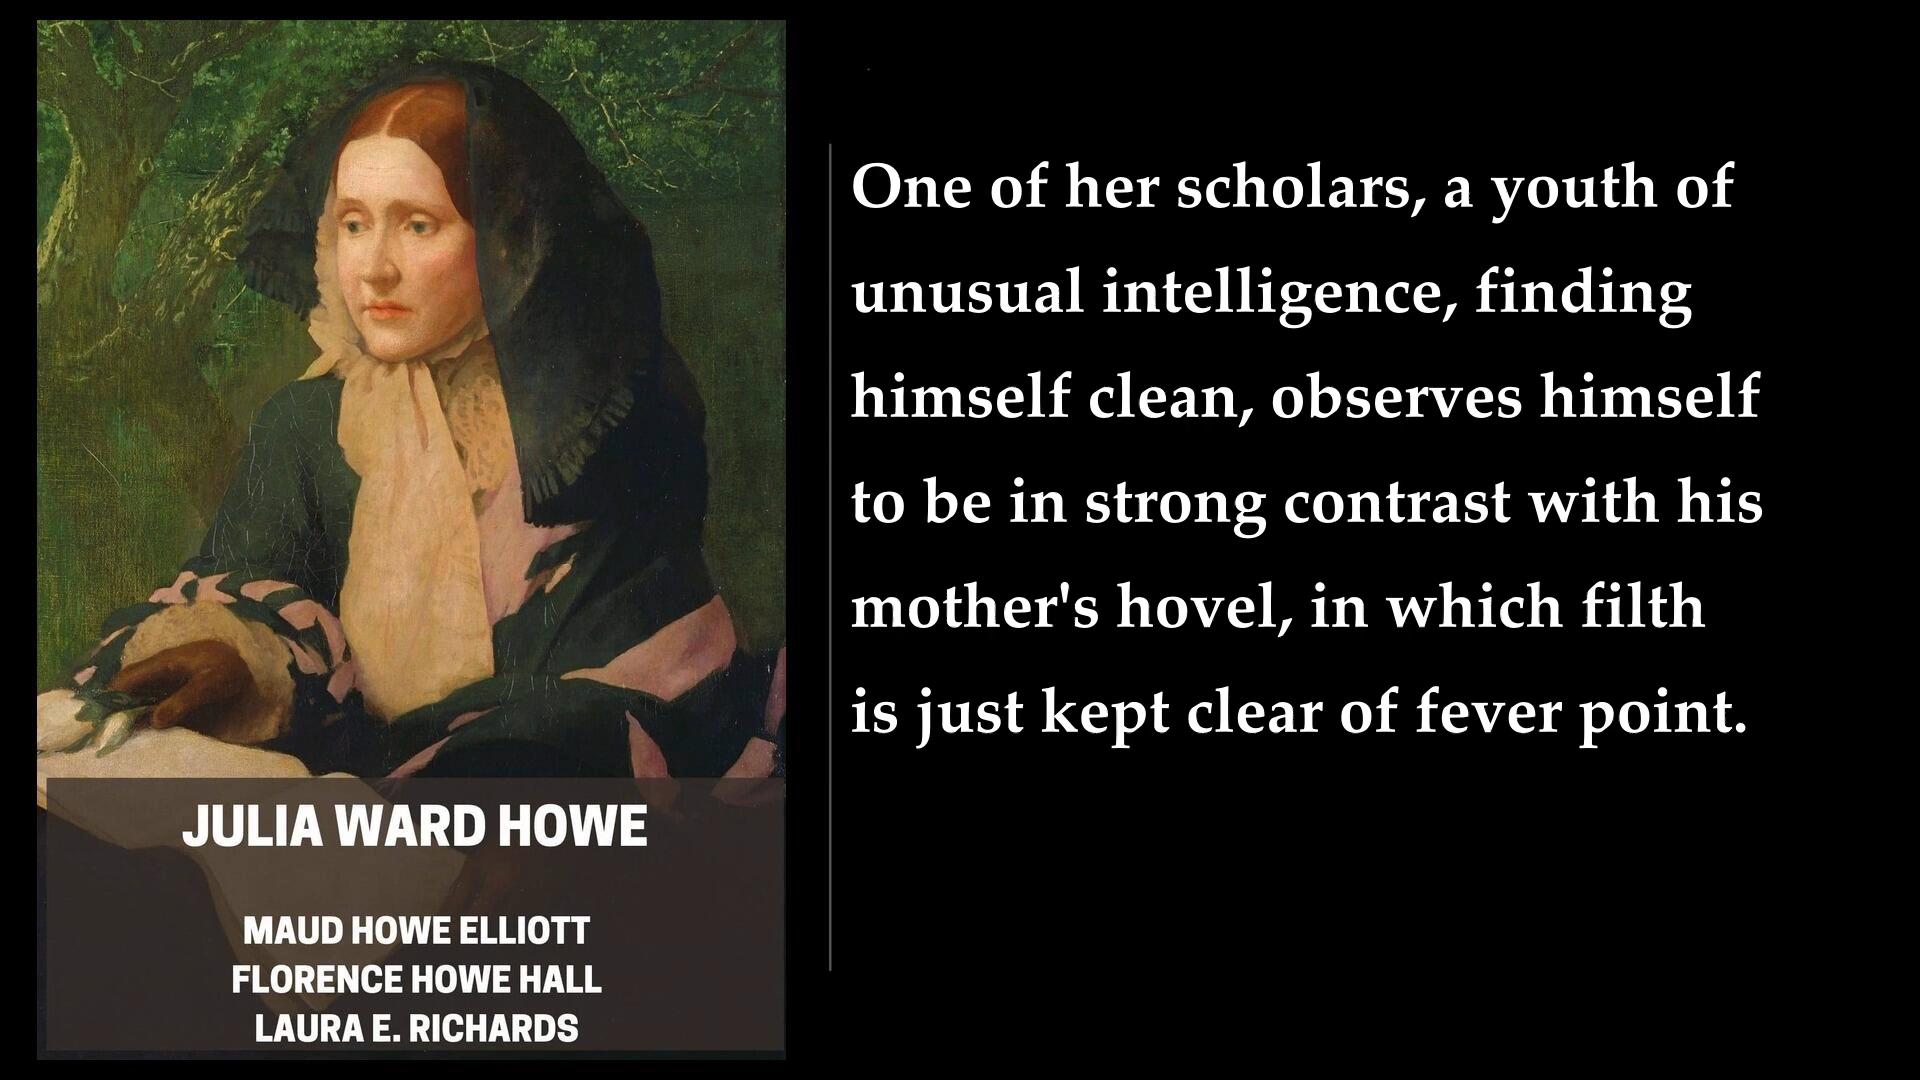 One of her scholars, a youth of
unusual intelligence, finding
himself clean, observes himself
to be in strong contrast with his
mother's hovel, in which filth
is just kept clear of fever point.
JULIA WARD HOWE
MAUD HOWE ELLIOTT
FLORENCE HOWE HALL
LAURA E. RICHARDS